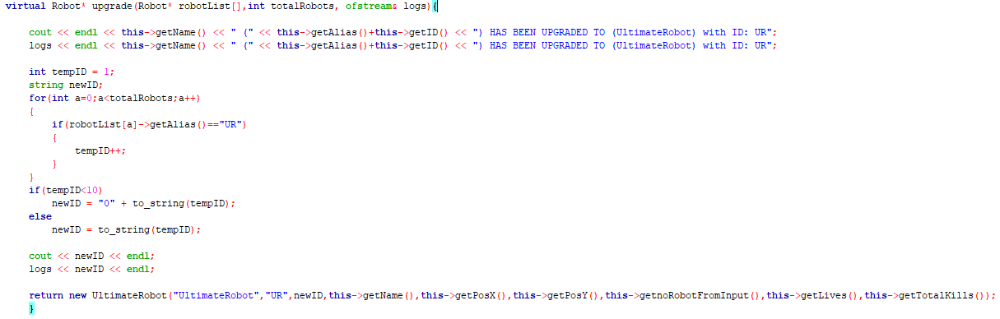 virtual Robot* upgrade(Robot* robotList[],int totalRobots, ofstream& logs){
cout << endl << this->getName() << " (" << this->getAlias()+this->getID() << ") HAS BEEN UPGRADED TO (UltimateRobot) with ID: UR";
logs << endl << this->getName() << " (" << this->getAlias()+this->getID() << ") HAS BEEN UPGRADED TO (UltimateRobot) with ID: UR";
int tempID = 1;
string newID;
for(int a=0;a<totalRobots;a++)
{
if(robotList[a]->getAlias()=="UR")
{
tempID++;
}
}
if(tempID<10)
newID = "0" + to_string(tempID);
else
newID = to_string(tempID);
cout << newID << endl;
logs << newID << endl;
return new UltimateRobot("UltimateRobot","UR",newID,this->getName(),this->getPosX(),this->getPosY(),this->getnoRobotFromInput(),this->getLives(),this->getTotalKills());
}